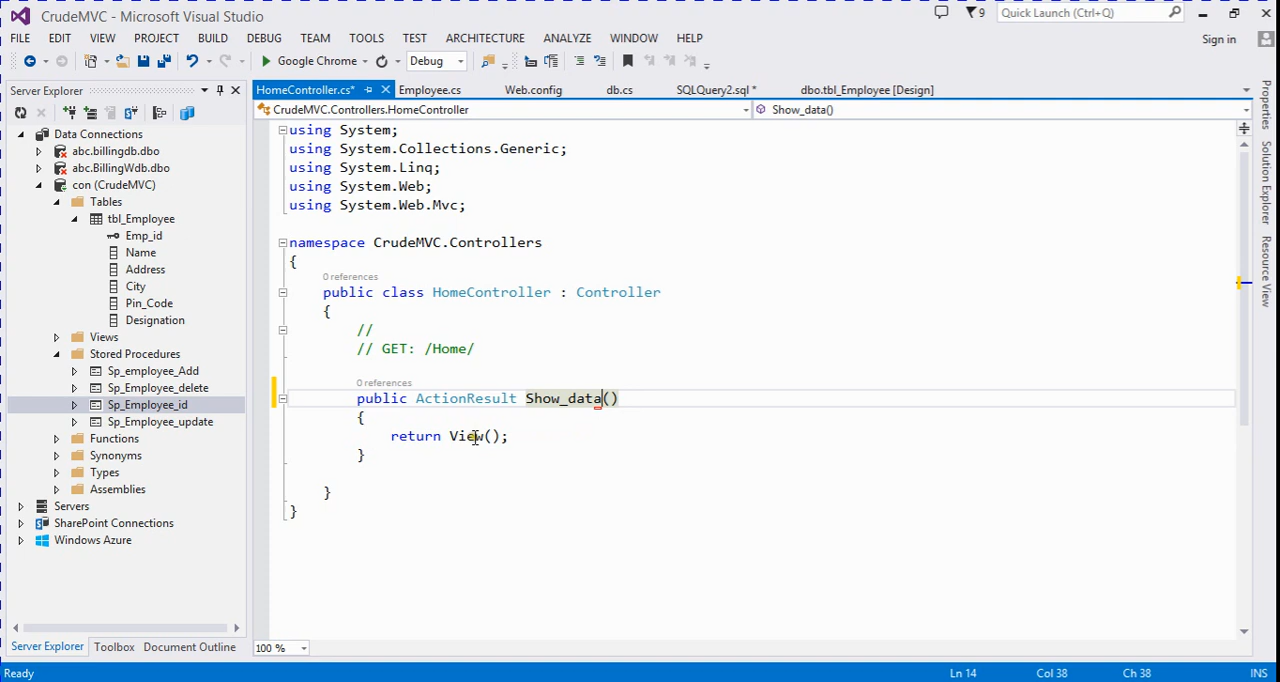 CrudeMVC - Microsoft Visual Studio
9
Quick Launch (Ctrl+Q)
FILE EDIT VIEW PROJECT BUILD DEBUG TEAM TOOLS TEST ARCHITECTURE ANALYZE WINDOW HELP
Sign in
Google Chrome
Debug
Server Explorer
HomeController.cs*
Employee.cs
Web.config
db.cs
SQLQuery2.sql *
dbo.tbl_Employee [Design]
CrudeMVC.Controllers.HomeController
Show_data()
Data Connections
abc.billingdb.dbo
abc.BillingWdb.dbo
con (CrudeMVC)
Tables
tbl_Employee
Emp_id
Name
Address
City
Pin_Code
Designation
Views
Stored Procedures
Sp_employee_Add
Sp_Employee_delete
Sp_Employee_id
Sp_Employee_update
Functions
Synonyms
Types
Assemblies
Servers
SharePoint Connections
Windows Azure
Server Explorer Toolbox Document Outline
using System;
using System.Collections.Generic;
using System.Linq;
using System.Web;
using System.Web.Mvc;
namespace CrudeMVC.Controllers
{
0 references
public class HomeController : Controller
{
//
// GET: /Home/
0 references
public ActionResult Show_data()
{
return View();
}
}
}
100 %
Properties
Solution Explorer
Resource View
Ready
Ln 14
Col 38
Ch 38
INS